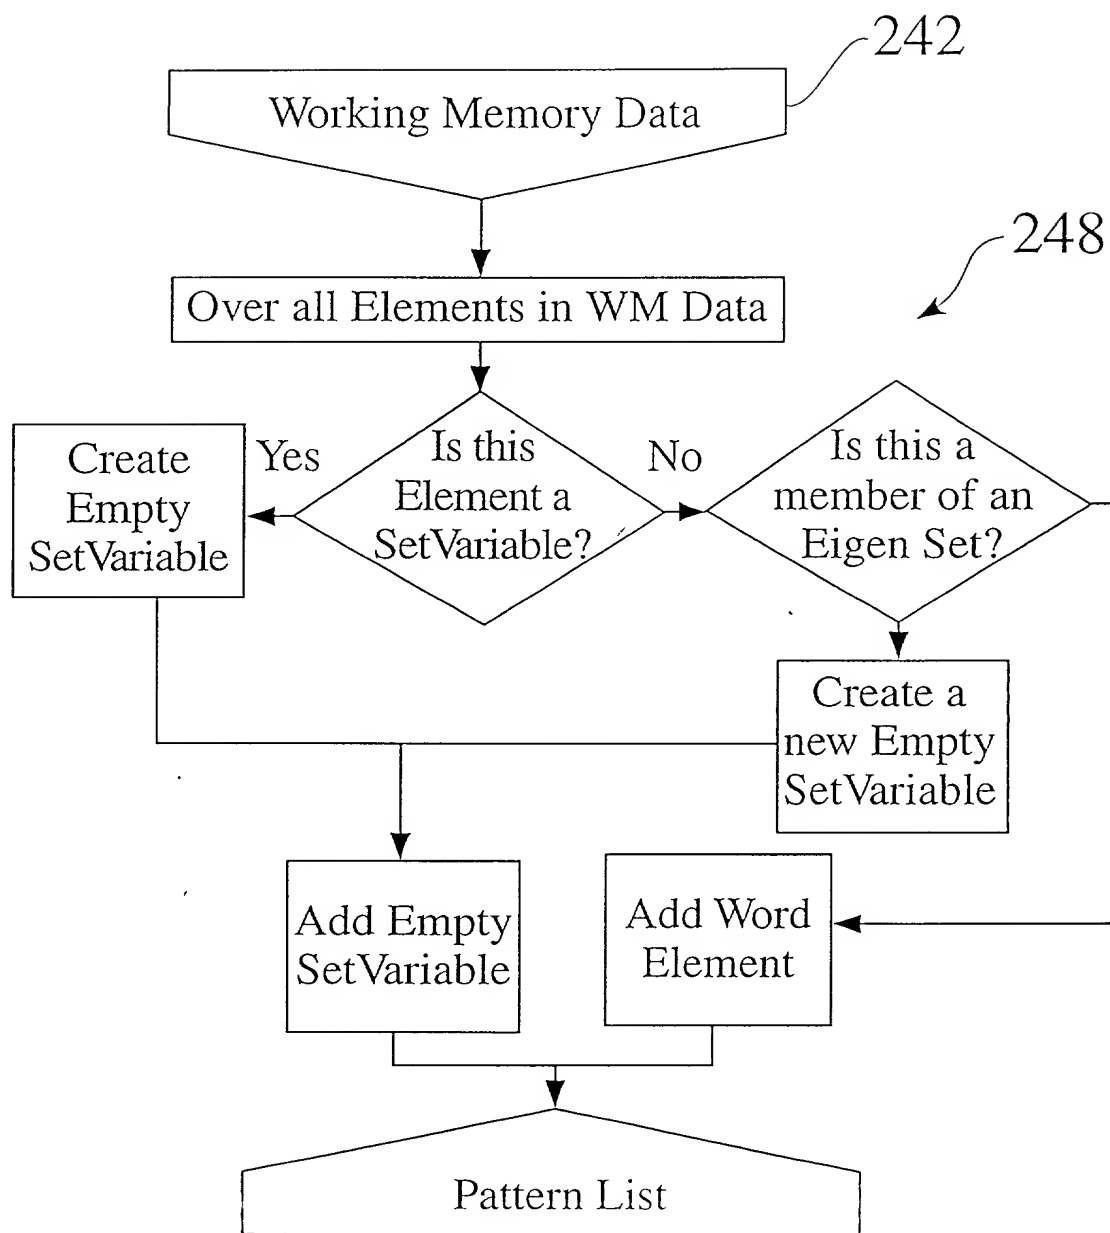 242
Working Memory Data
248
Over all Elements in WM Data
Create
Empty
SetVariable
Yes
Is this
Element a
SetVariable?
No
Is this a
member of an
Eigen Set?
Create a
new Empty
SetVariable
Add Empty
SetVariable
Add Word
Element
Pattern List